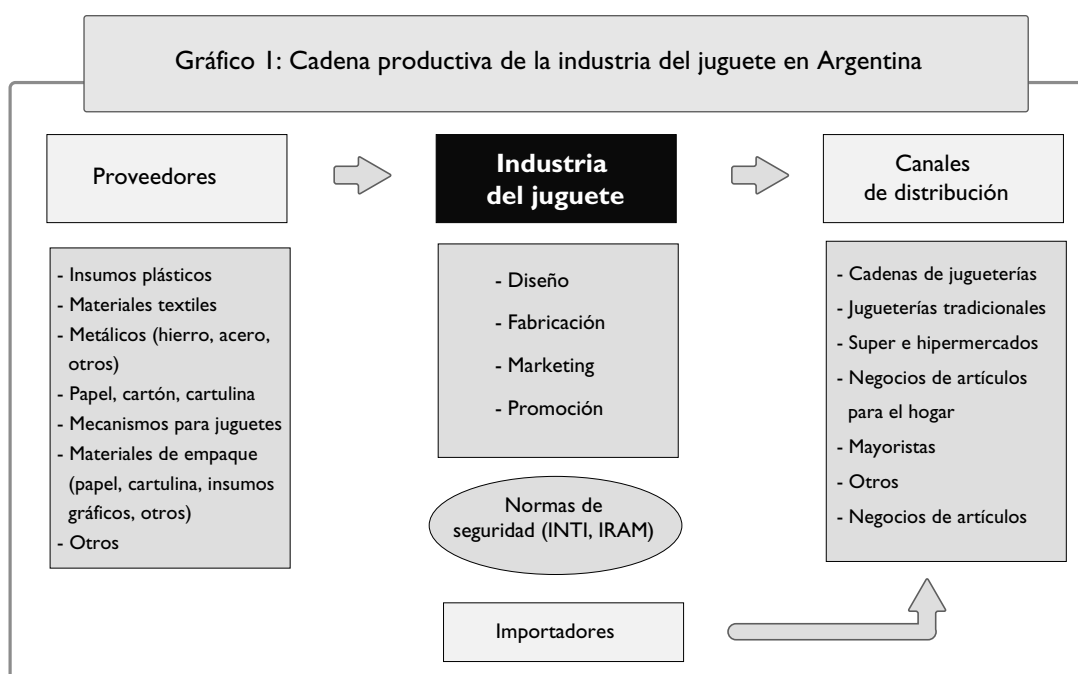 Gráfico 1: Cadena productiva de la industria del juguete en Argentina
Proveedores
- Insumos plásticos
- Materiales textiles
- Metálicos (hierro, acero,
otros)
- Papel, cartón, cartulina
- Mecanismos para juguetes
- Materiales de empaque
(papel, cartulina, insumos
gráficos, otros)
- Otros
Industria
del juguete
- Diseño
- Fabricación
- Marketing
- Promoción
Normas de
seguridad (INTI, IRAM)
Importadores
Canales
de distribución
- Cadenas de jugueterías
- Jugueterías tradicionales
- Super e hipermercados
- Negocios de artículos
para el hogar
- Mayoristas
- Otros
- Negocios de artículos